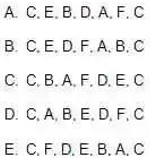 A. C, E, B, D, A, F, C
B. C, E, D, F, A, B, C
C. C, B, A, F, D, E, C
D. C, A, B, E, D, F, C
E. C, F, D, E, B, A, C